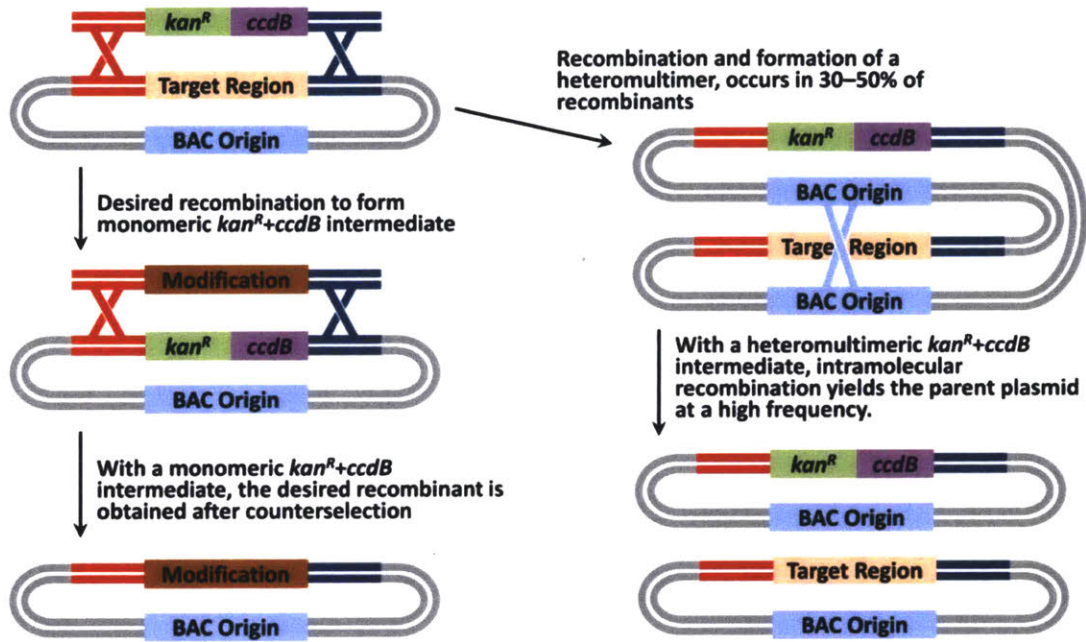 kanR ccdB
Target Region
BAC Origin
Desired recombination to form
monomeric kanR+ccdB intermediate
Modification
kanR ccdB
BAC Origin
With a monomeric kanR+ccdB
intermediate, the desired recombinant is
obtained after counterselection
Modification
BAC Origin
Recombination and formation of a
heteromultimer, occurs in 30–50% of
recombinants
kanR ccdB
BAC Origin
Target Region
BAC Origin
With a heteromultimeric kanR+ccdB
intermediate, intramolecular
recombination yields the parent plasmid
at a high frequency.
kanR ccdB
BAC Origin
Target Region
BAC Origin